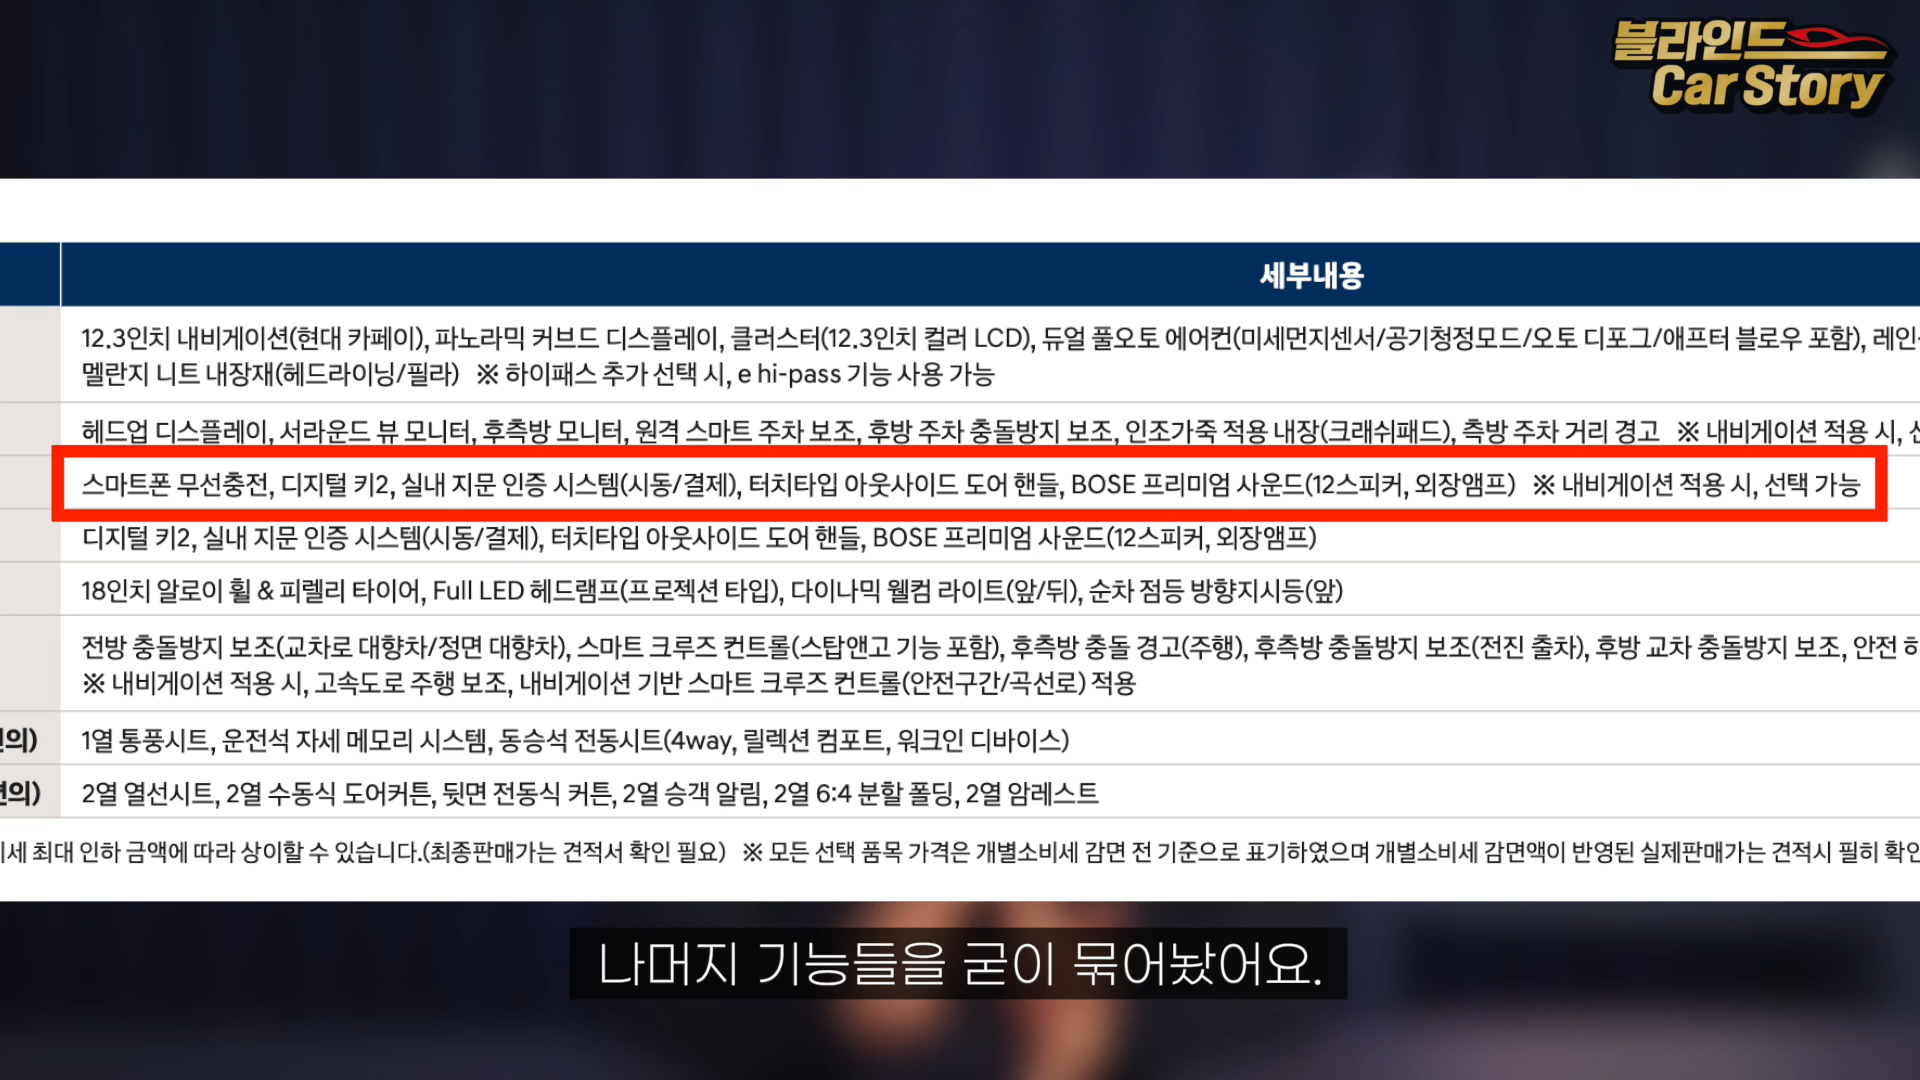 블라인드
Car Story
세부내용
12.3인치 내비게이션(현대 카페이), 파노라믹 커브드 디스플레이, 클러스터(12.3인치 컬러 LCD), 듀얼 풀오토 에어컨(미세먼지센서/공기청정모드/오토 디포그/애프터 블로우 포함), 레인
멜란지 니트 내장재(헤드라이닝/필라) ※ 하이패스 추가 선택 시, e hi-pass 기능 사용 가능
헤드업 디스플레이, 서라운드 뷰 모니터, 후측방 모니터, 원격 스마트 주차 보조, 후방 주차 충돌방지 보조, 인조가죽 적용 내장(크래쉬패드), 측방 주차 거리 경고 ※ 내비게이션 적용 시,
스마트폰 무선충전, 디지털 키2, 실내 지문 인증 시스템(시동/결제), 터치타입 아웃사이드 도어 핸들, BOSE 프리미엄 사운드(12스피커, 외장앰프) ※ 내비게이션 적용 시, 선택 가능
디지털 키2, 실내 지문 인증 시스템(시동/결제), 터치타입 아웃사이드 도어 핸들, BOSE 프리미엄 사운드(12스피커, 외장앰프)
18인치 알로이 휠 & 피렐리 타이어, Full LED 헤드램프(프로젝션 타입), 다이나믹 웰컴 라이트(앞/뒤), 순차 점등 방향지시등(앞)
전방 충돌방지 보조(교차로 대향차/정면 대향차), 스마트 크루즈 컨트롤(스탑앤고 기능 포함), 후측방 충돌 경고(주행), 후측방 충돌방지 보조(전진 출차), 후방 교차 충돌방지 보조, 안전
※ 내비게이션 적용 시, 고속도로 주행 보조, 내비게이션 기반 스마트 크루즈 컨트롤(안전구간/곡선로) 적용
의) 1열 통풍시트, 운전석 자세 메모리 시스템, 동승석 전동시트(4way, 릴렉션 컴포트, 워크인 디바이스)
의) 2열 열선시트, 2열 수동식 도어커튼, 뒷면 전동식 커튼, 2열 승객 알림, 2열 6:4 분할 폴딩, 2열 암레스트
세 최대 인하 금액에 따라 상이할 수 있습니다.(최종판매가는 견적서 확인 필요) ※ 모든 선택 품목 가격은 개별소비세 감면 전 기준으로 표기하였으며 개별소비세 감면액이 반영된 실제판매가는 견적시 필히 확인
나머지 기능들을 굳이 묶어놨어요.